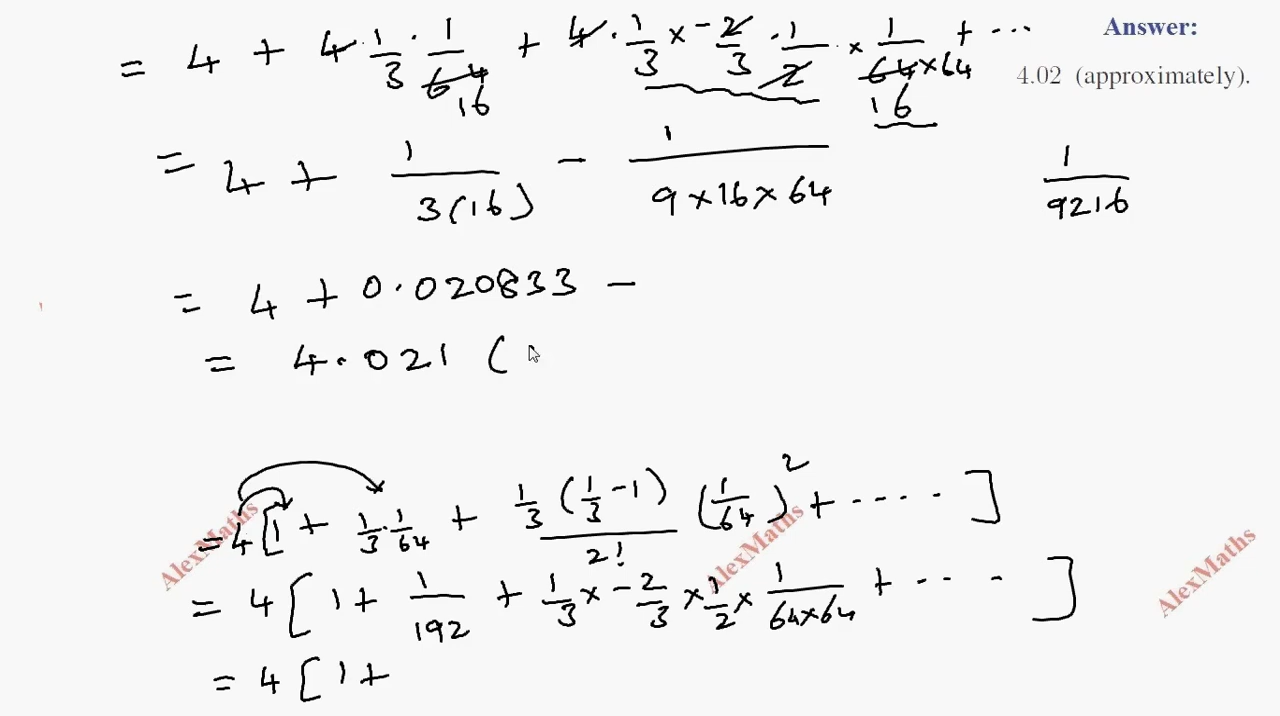 = 4 + 4 · 1/3 · 1/64 16 + 4 · 1/3 × -2/3 · 1/2 × 1/64×64 16 + ...
Answer:
4.02 (approximately).
= 4 + 1/3(16) - 1/9×16×64
1/9216
= 4 + 0.020833 -
= 4.021 (
= 4[1 + 1/3 · 1/64 + 1/3 (1/3 - 1)/2! (1/64)² + ....]
= 4[1 + 1/192 + 1/3 × -2/3 × 1/2 × 1/64×64 + ....]
= 4[1 +
AlexMaths
AlexMaths
AlexMaths